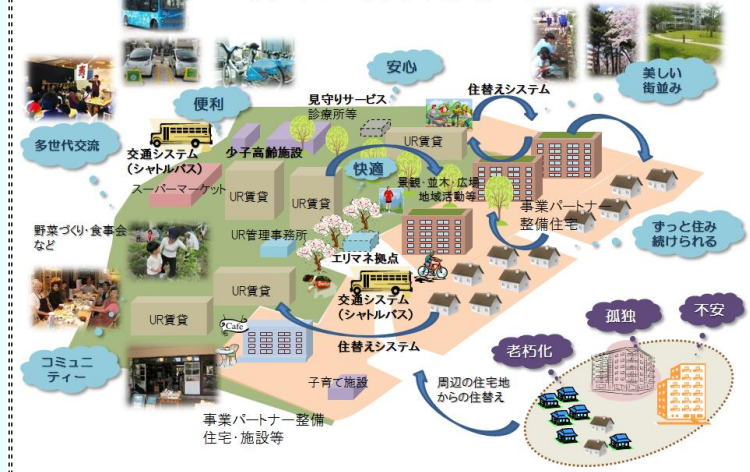 安心
見守りサービス
診療所等
住替えシステム
美しい
街並み
便利
多世代交流
交通システム
(シャトルバス)
少子高齢施設
UR賃貸
快適
スーパーマーケット
UR賃貸
UR賃貸
景観・並木・広場
地域活動等
事業パートナー
整備住宅
ずっと住み
続けられる
野菜づくり・食事会
など
UR管理事務所
エリマネ拠点
UR賃貸
交通システム
(シャトルバス)
UR賃貸
Cafe
住替えシステム
コミュニ
ティー
子育て施設
事業パートナー整備
住宅・施設等
周辺の住宅地
からの住替え
老朽化
孤独
不安